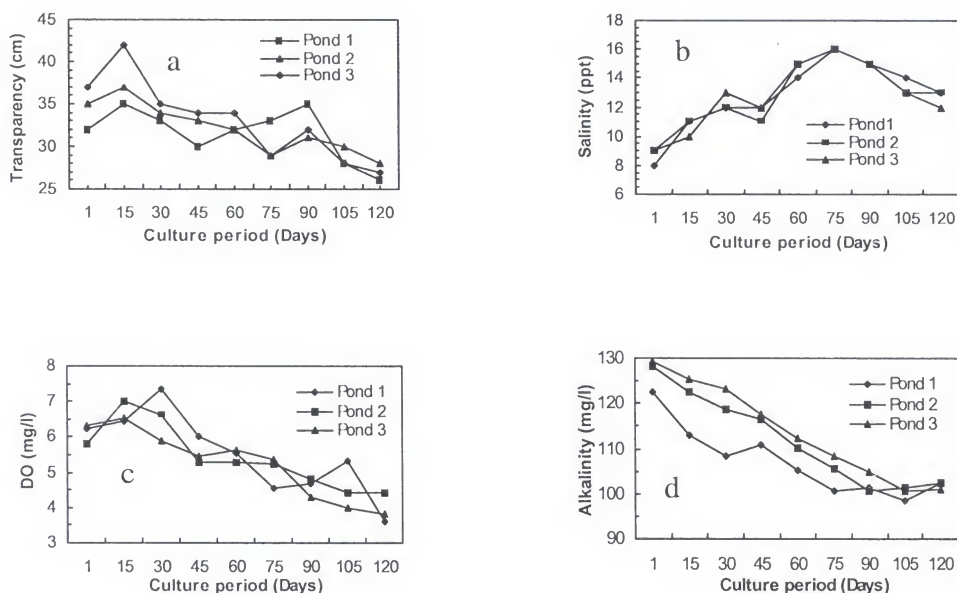 45
40
35
30
25
Transparency (cm)
a
Pond 1
Pond 2
Pond 3
1 15 30 45 60 75 90 105 120
Culture period (Days)
18
16
14
12
10
8
6
Salinity (ppt)
b
Pond1
Pond 2
Pond 3
1 15 30 45 60 75 90 105 120
Culture period (Days)
8
7
6
5
4
3
DO (mg/l)
c
Pond 1
Pond 2
Pond 3
1 15 30 45 60 75 90 105 120
Culture period (Days)
130
120
110
100
90
Alkalinity (mg/l)
d
Pond 1
Pond 2
Pond 3
1 15 30 45 60 75 90 105 120
Culture period (Days)